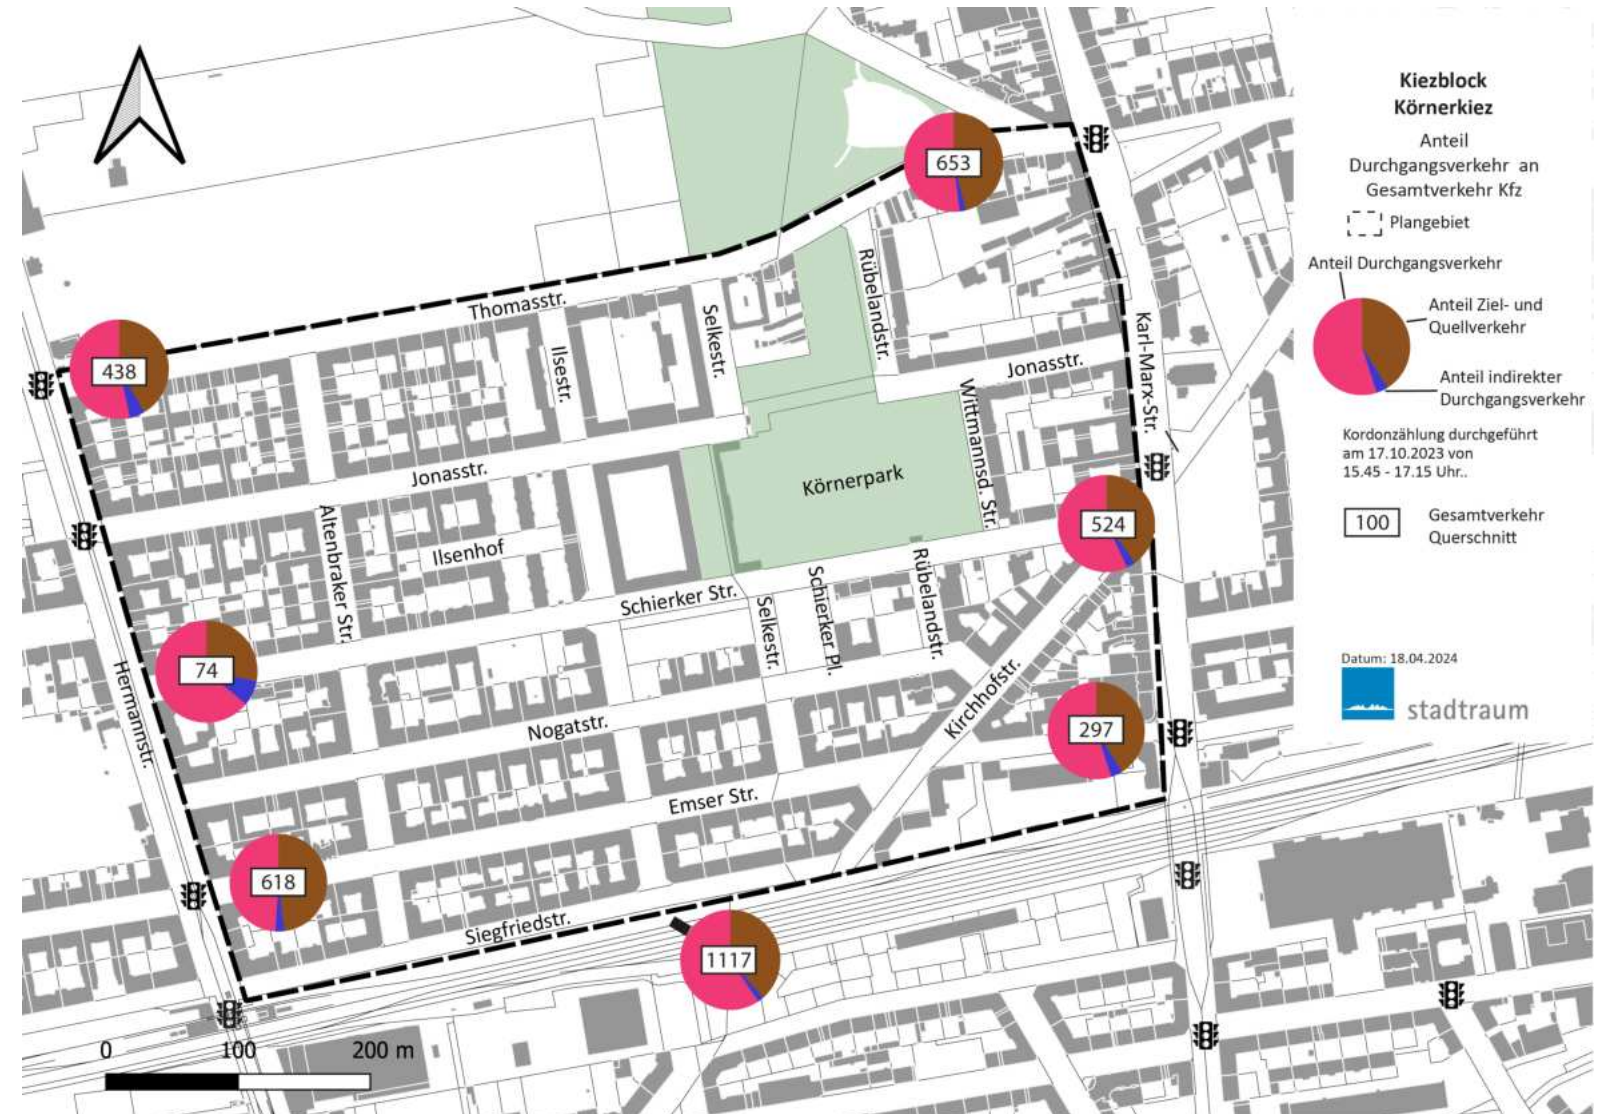 Kiezblock
Körnerkiez
Anteil
Durchgangsverkehr an
Gesamtverkehr Kfz
Plangebiet
Anteil Durchgangsverkehr
Anteil Ziel- und
Quellverkehr
Anteil indirekter
Durchgangsverkehr
Kordonzählung durchgeführt
am 17.10.2023 von
15.45 - 17.15 Uhr..
100
Gesamtverkehr
Querschnitt
Datum: 18.04.2024
stadtraum
653
Thomasstr.
Rübelandstr.
Selkestr.
Ilsestr.
Karl-Marx-Str.
438
Jonasstr.
Wittmannsd. Str.
Jonasstr.
Körnerpark
524
Altenbraker Str.
Ilsenhof
Schierker Str.
Selkestr.
Schierker Pl.
Rübelandstr.
74
Hermannstr.
Nogatstr.
Kirchhofstr.
297
Emser Str.
618
Siegfriedstr.
1117
0 100 200 m